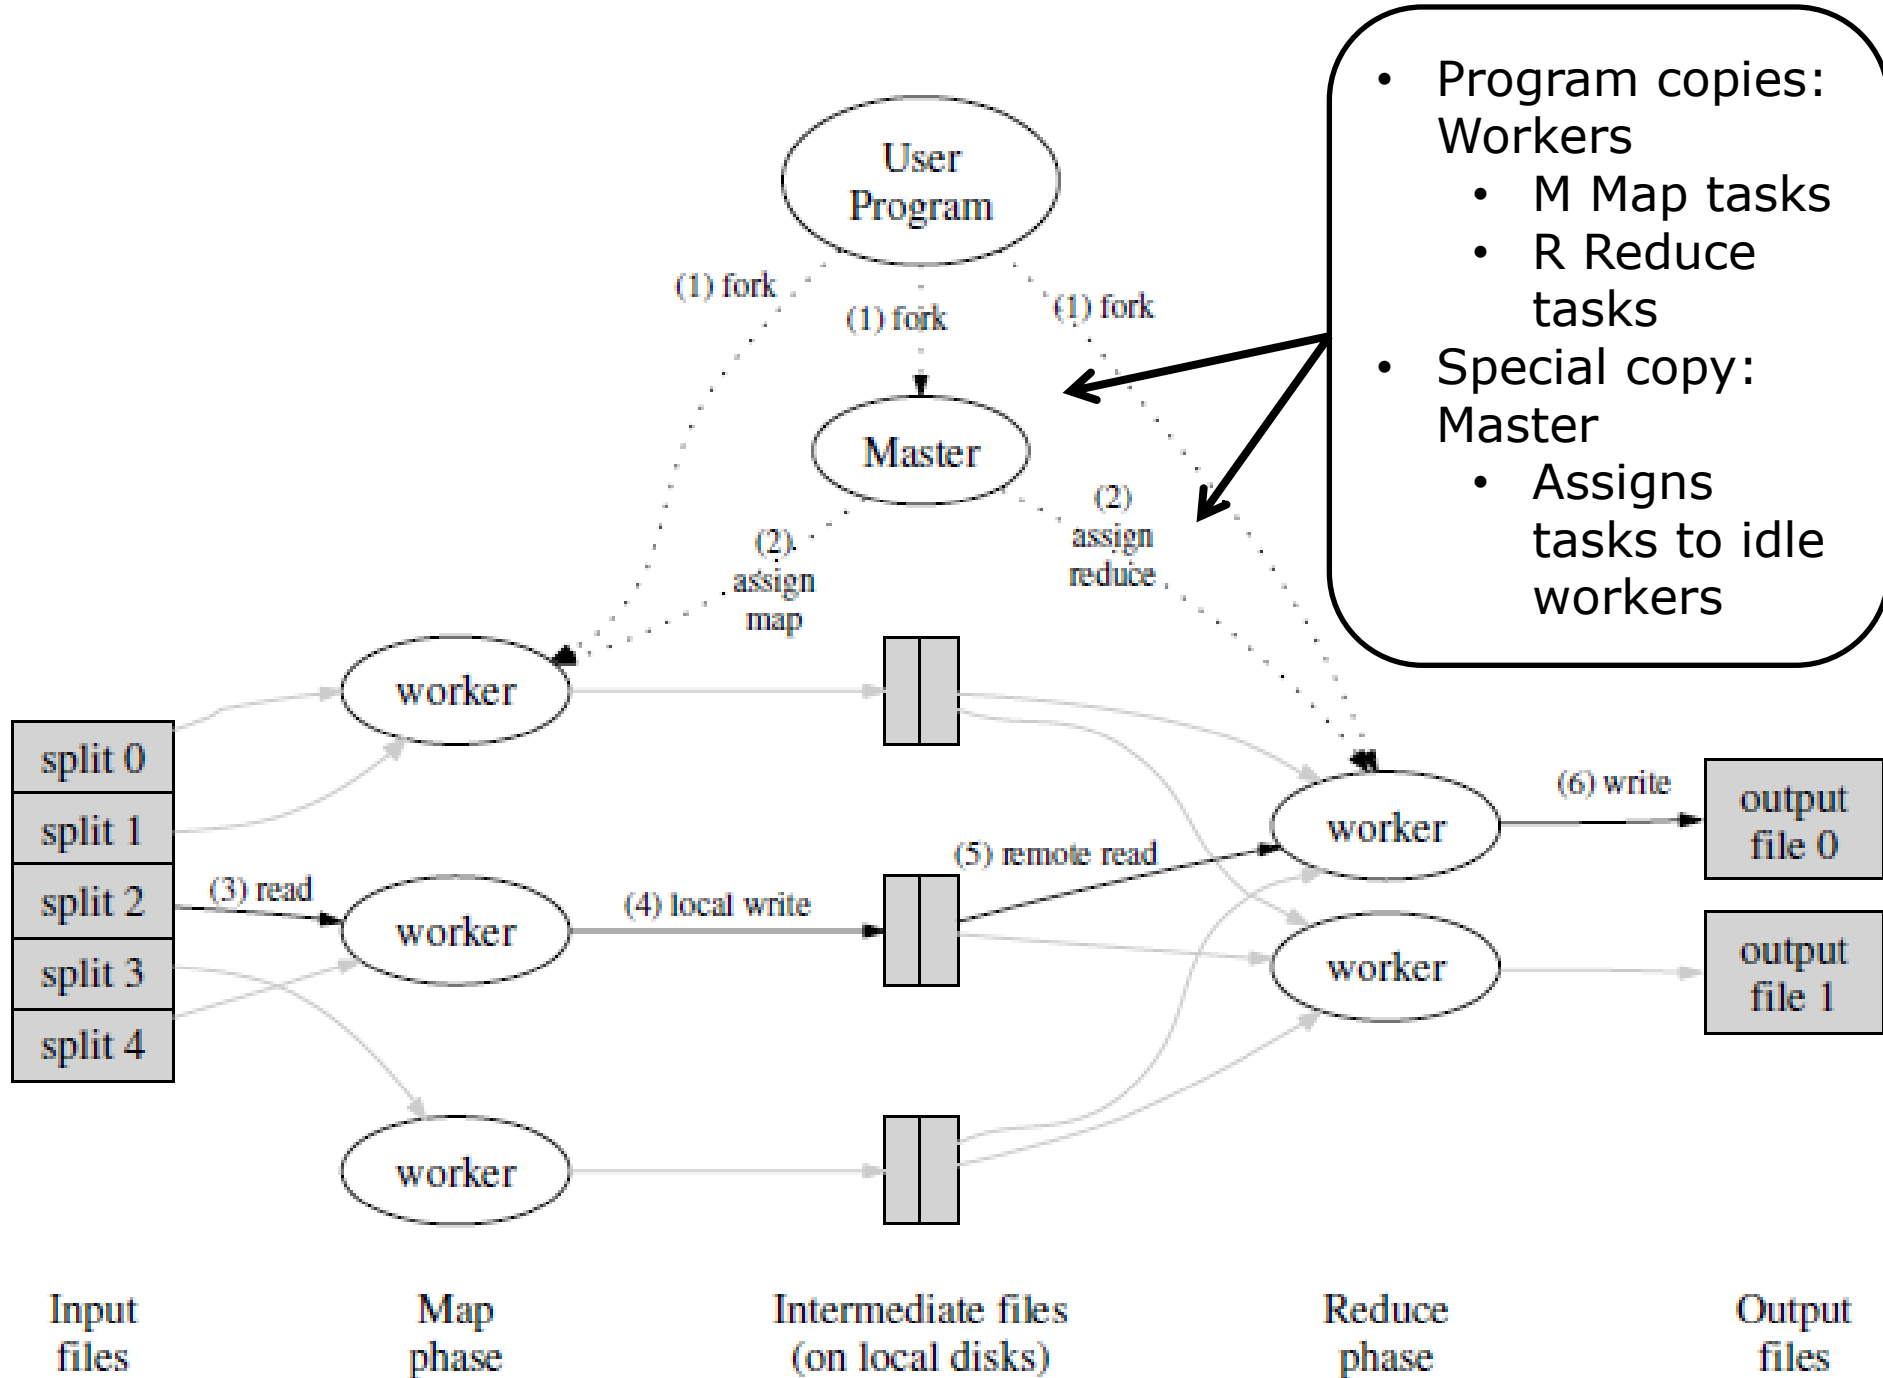 • Program copies:
Workers
• M Map tasks
• R Reduce
tasks
• Special copy:
Master
• Assigns
tasks to idle
workers
User
Program
(1) fork
(1) fork
(1) fork
Master
(2)
assign
map
(2)
assign
reduce
split 0
split 1
split 2
split 3
split 4
(3) read
worker
worker
worker
(4) local write
(5) remote read
worker
worker
(6) write
output
file 0
output
file 1
Input
files
Map
phase
Intermediate files
(on local disks)
Reduce
phase
Output
files